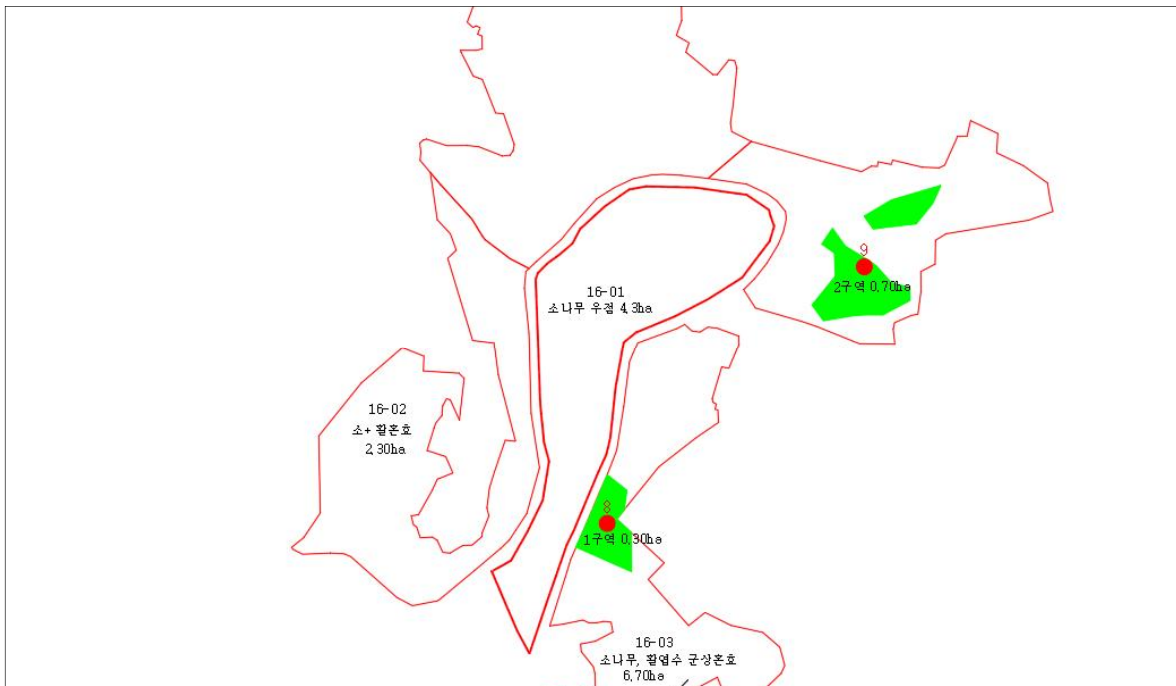 9
2구역 0.70ha
16-01
소나무 우점 4.3ha
16-02
소+ 활혼호
2.30ha
8
1구역 0.30ha
16-03
소나무, 활엽수 군상혼호
6.70ha